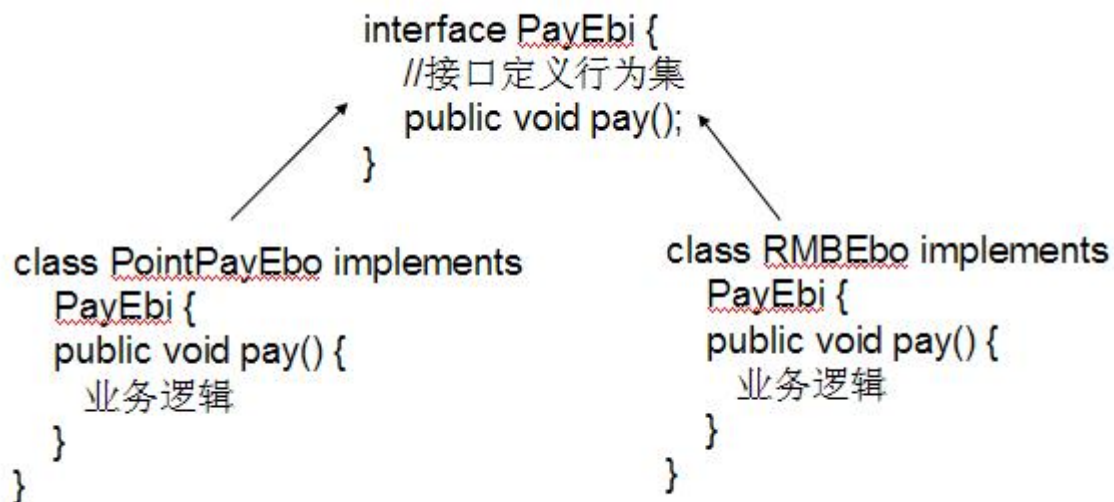 interface PayEbi {
//接口定义行为集
public void pay();
}
class PointPayEbo implements
PayEbi {
public void pay() {
业务逻辑
}
}
class RMBEbo implements
PayEbi {
public void pay() {
业务逻辑
}
}